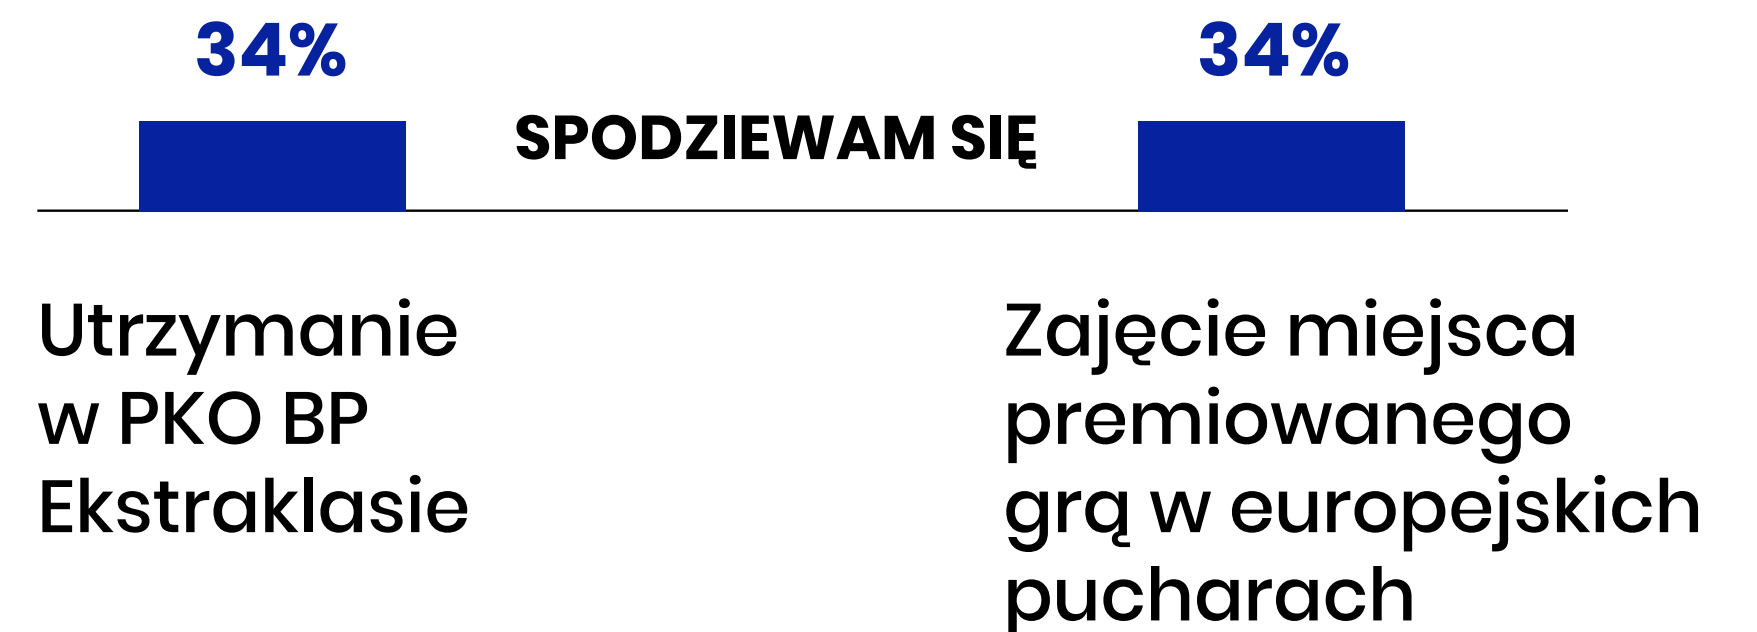 34%
34%
SPODZIEWAM SIĘ
Utrzymanie
w PKO BP
Ekstraklasie
Zajęcie miejsca
premiowanego
grą w europejskich
pucharach